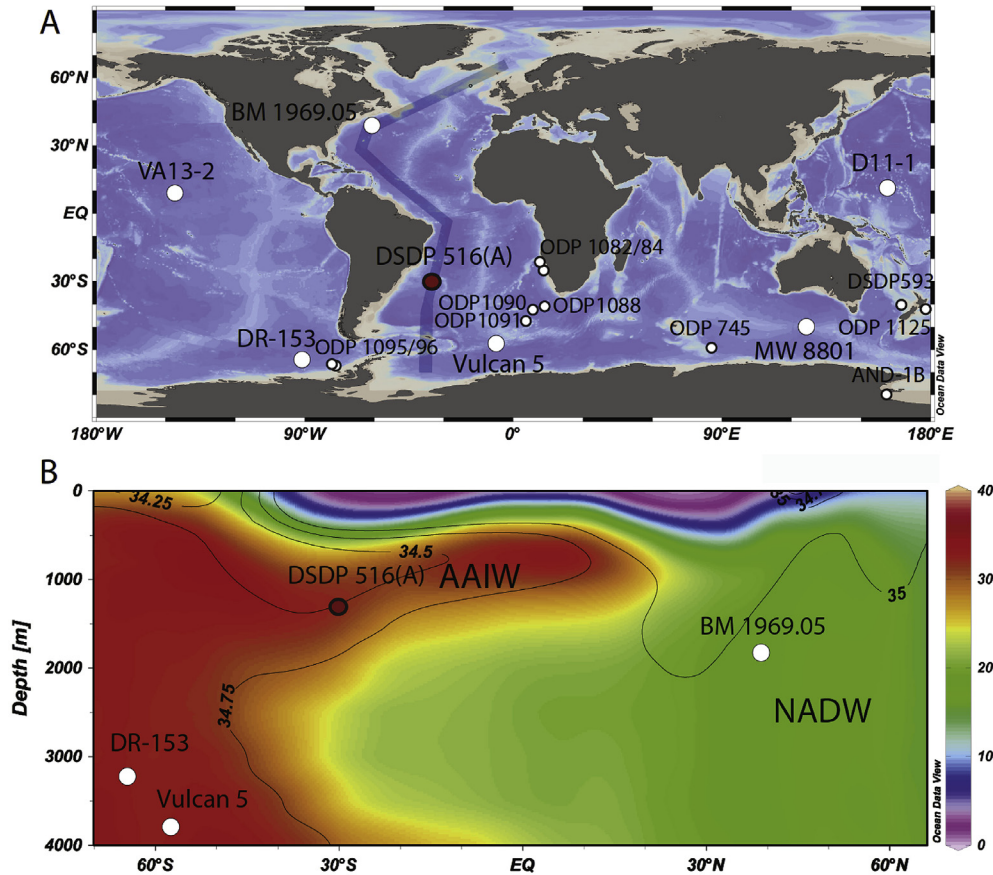 A
60°N
30°N
EQ
30°S
60°S
BM 1969.05
VA13-2
D11-1
DSDP 516(A)
ODP 1082/84
DSDP593
ODP1090
ODP1088
ODP1091
ODP 745
ODP 1125
DR-153
ODP 1095/96
Vulcan 5
MW 8801
AND-1B
Ocean Data View
180°W
90°W
0°
90°E
180°E
B
0
1000
2000
3000
4000
Depth [m]
34.25
34.5
DSDP 516(A)
AAIW
35
BM 1969.05
34.75
NADW
DR-153
Vulcan 5
60°S
30°S
EQ
30°N
60°N
Ocean Data View
40
30
20
10
0